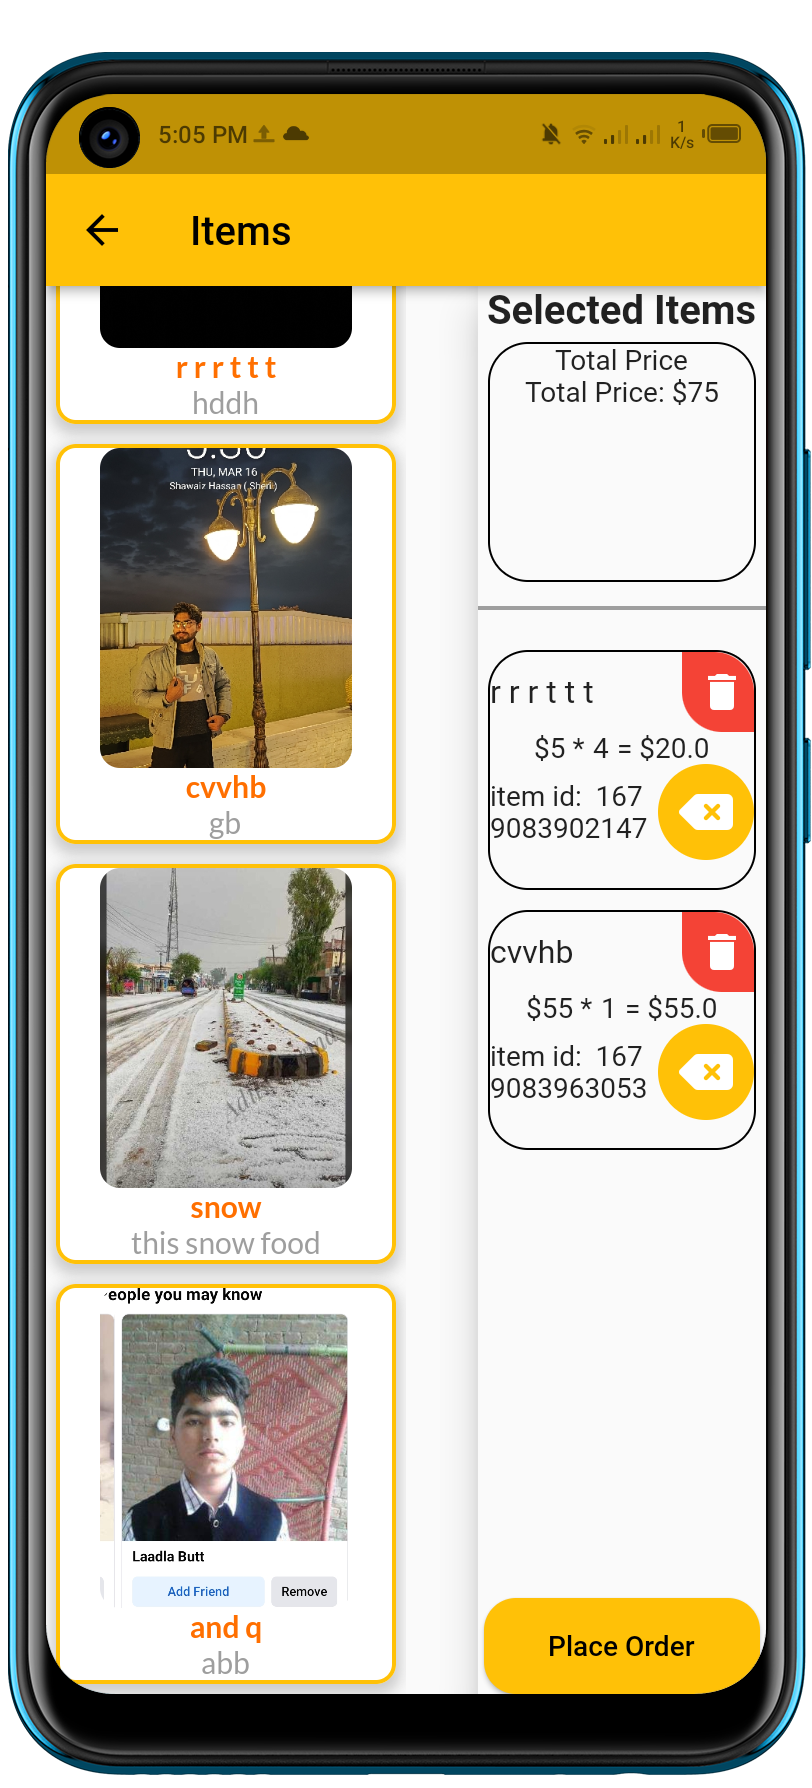 5:05 PM
1
K/s
Items
r r r t t t
hddh
THU, MAR 16
Shawaiz Hassan ( Sheri )
cvvhb
gb
snow
this snow food
eople you may know
Laadla Butt
Add Friend
Remove
and q
abb
Selected Items
Total Price
Total Price: $75
r r r t t t
$5 * 4 = $20.0
item id:  167
9083902147
cvvhb
$55 * 1 = $55.0
item id:  167
9083963053
Place Order